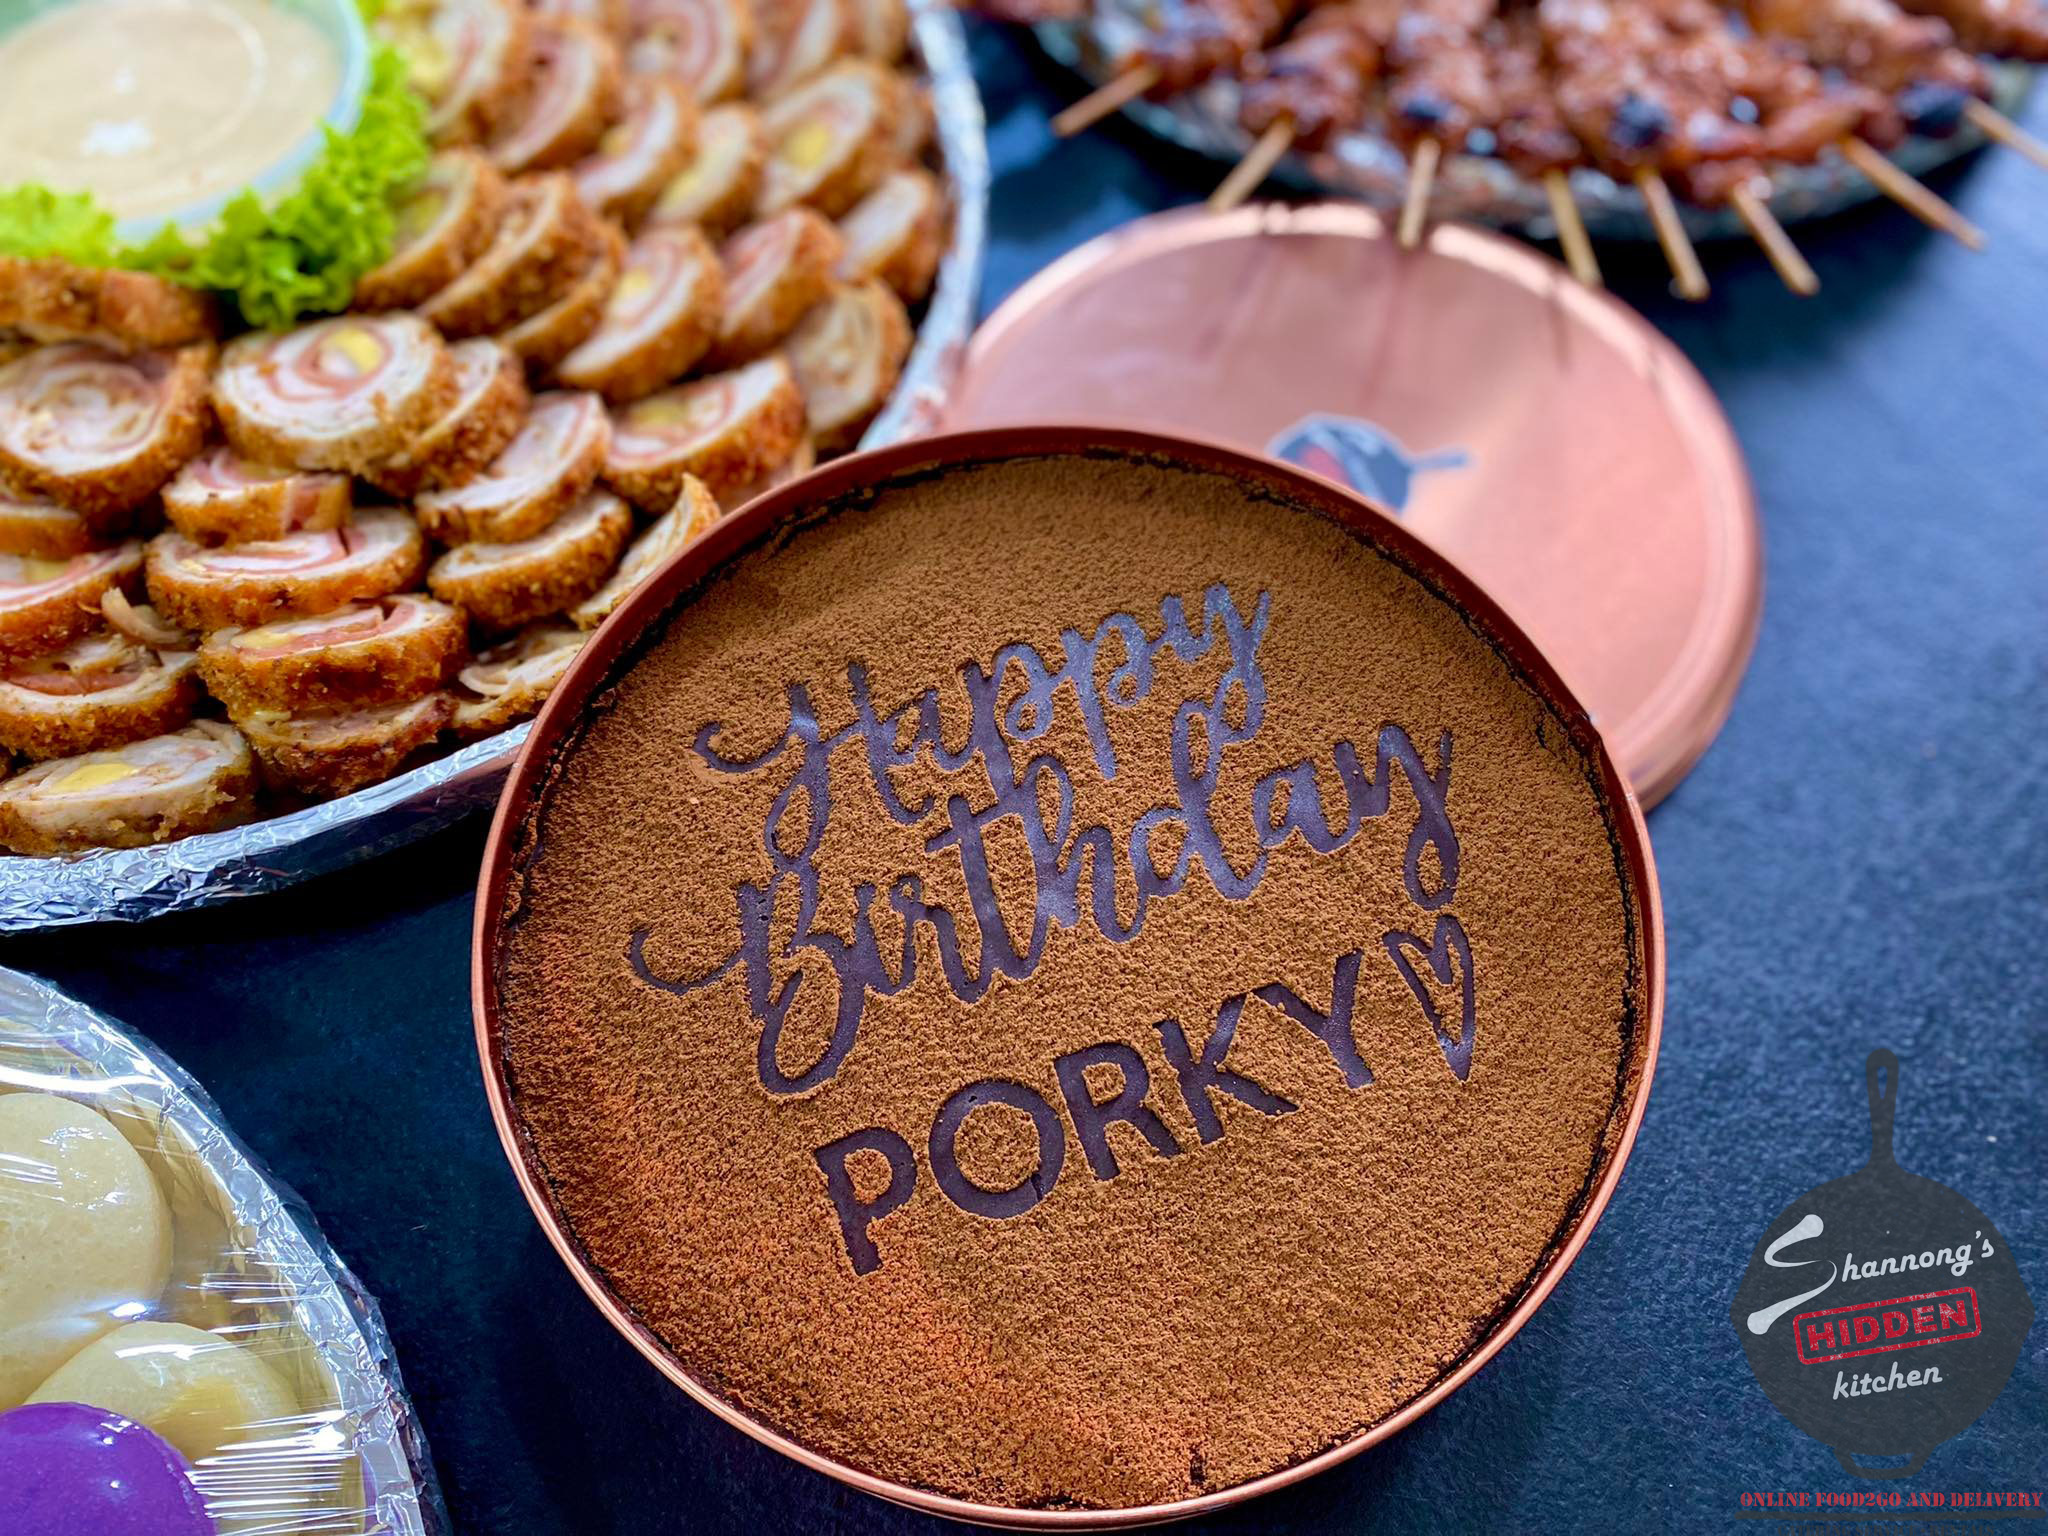 Happy
Birthday
PORKY
Shannong's
HIDDEN
kitchen
ONLINE FOOD2GO AND DELIVERY